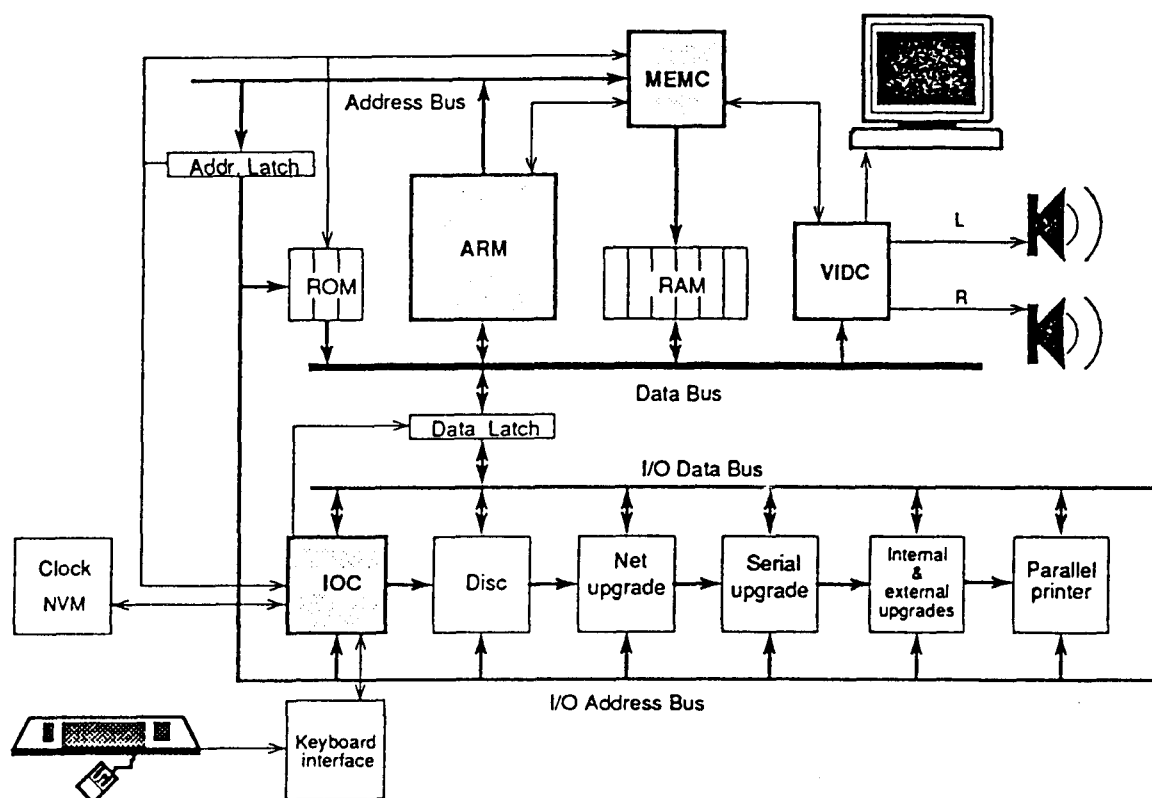 MEMC
Address Bus
Addr. Latch
ARM
ROM
RAM
VIDC
L
R
Data Bus
Data Latch
I/O Data Bus
Clock
NVM
IOC
Disc
Net
upgrade
Serial
upgrade
Internal
&
external
upgrades
Parallel
printer
I/O Address Bus
Keyboard
interface